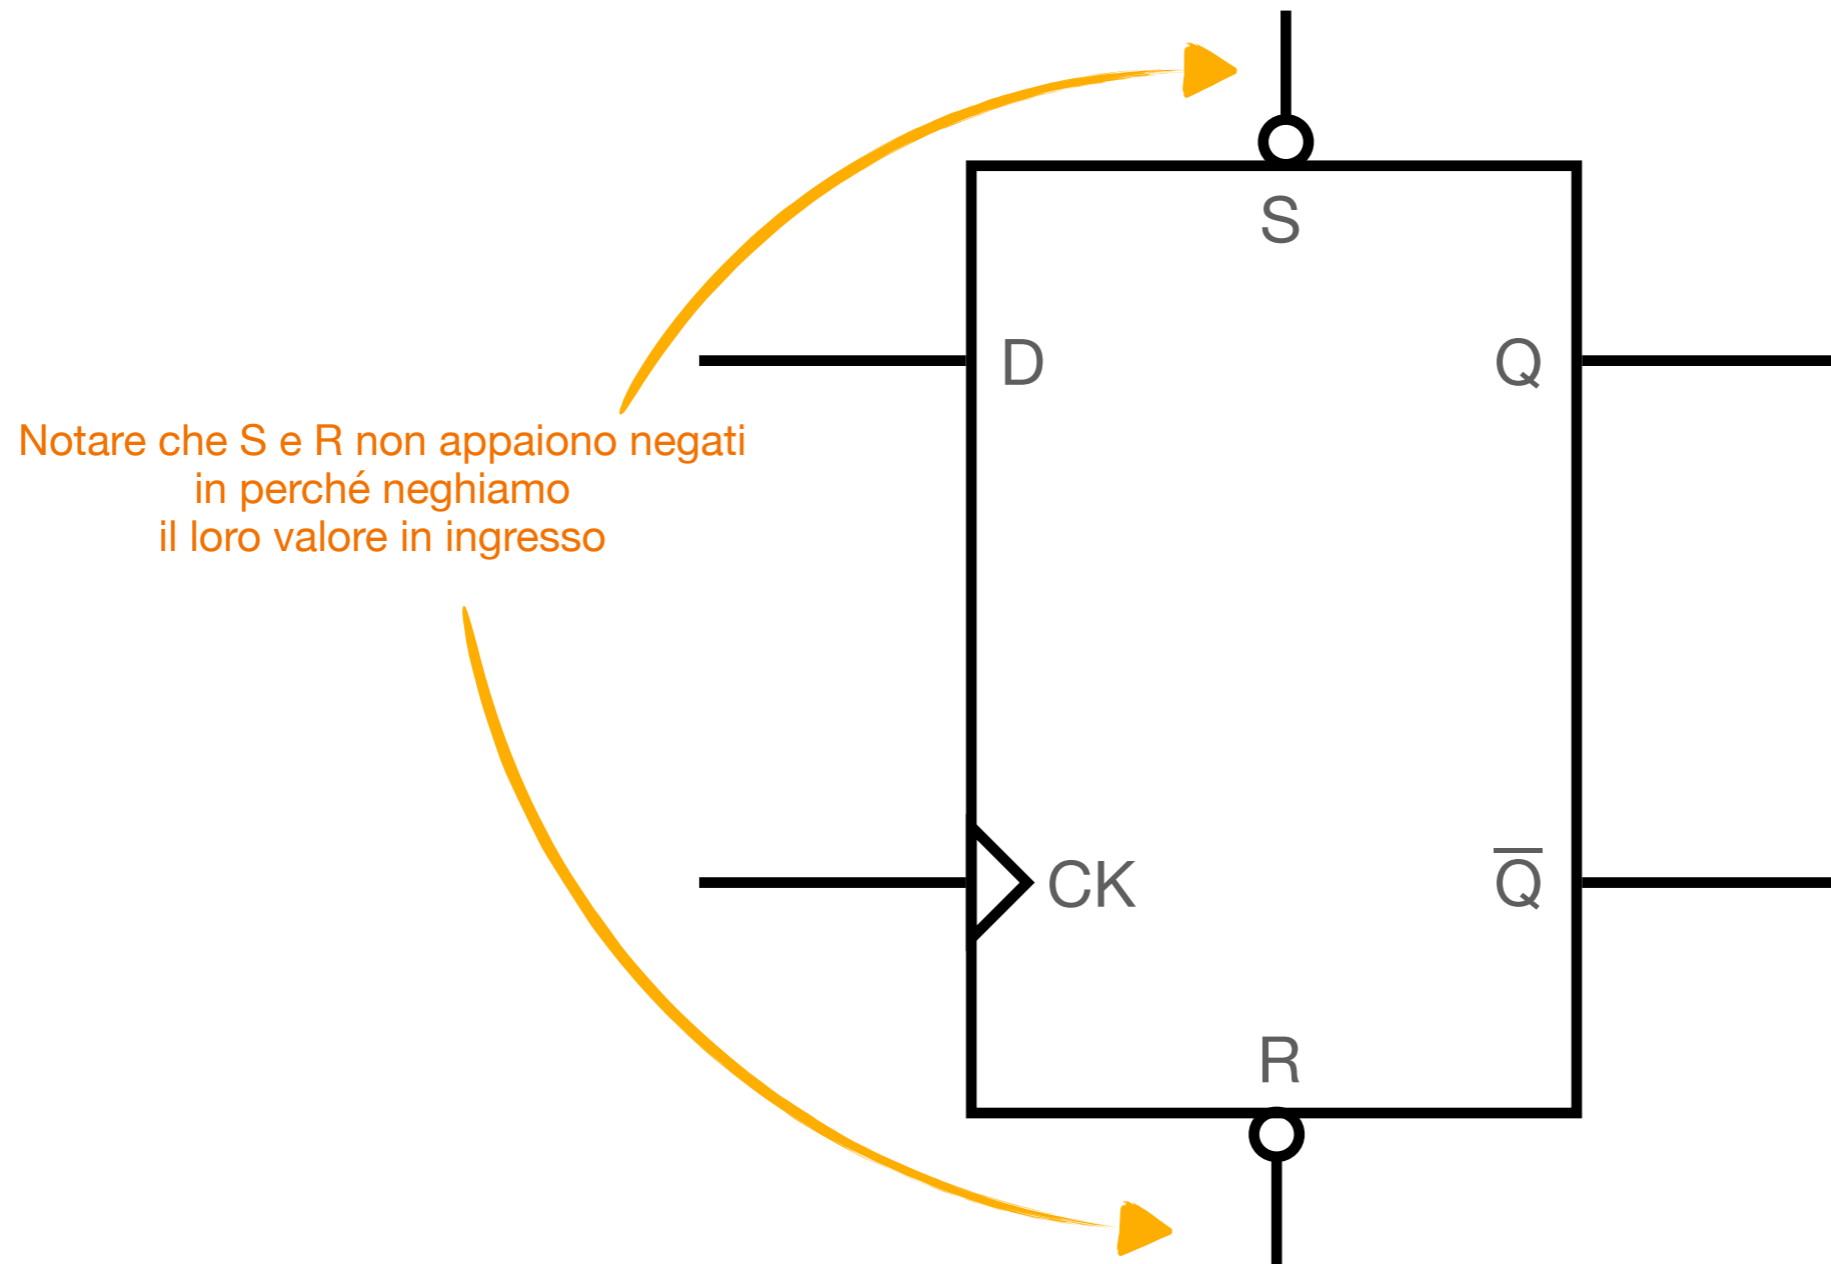 S
D
Q
Notare che S e R non appaiono negati
in perché neghiamo
il loro valore in ingresso
CK
Q̅
R